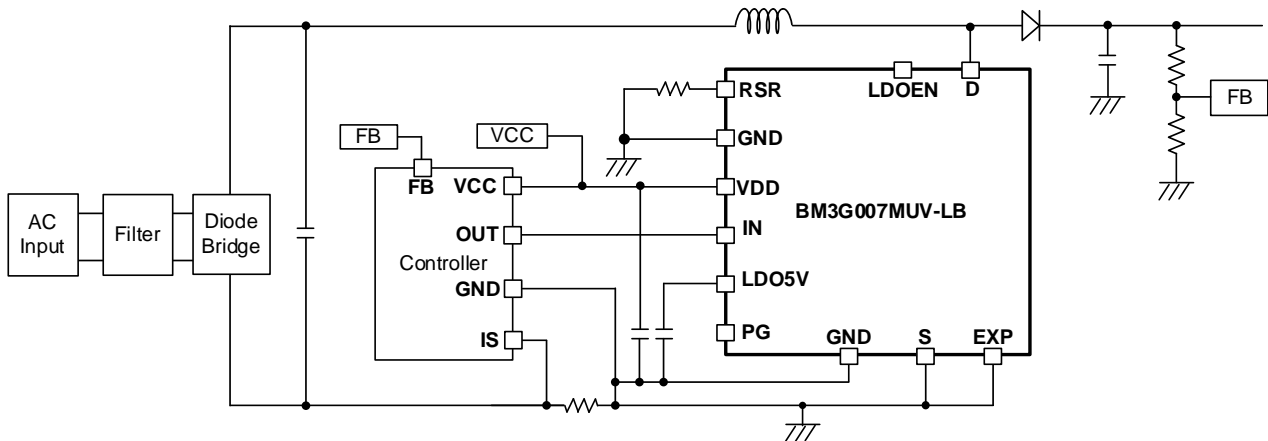 LDOEN
D
RSR
FB
GND
FB
VCC
FB
VCC
VDD
BM3G007MUV-LB
AC
Input
Filter
Diode
Bridge
OUT
IN
Controller
GND
LDO5V
IS
PG
GND
S
EXP